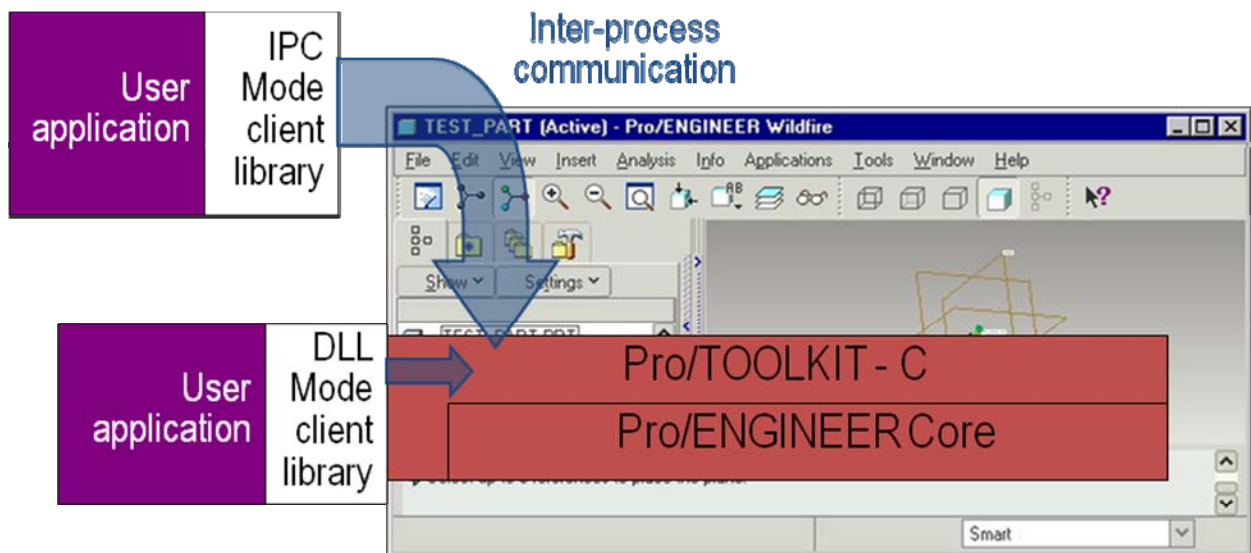 User
application
IPC
Mode
client
library
Inter-process
communication
TEST_PART (Active) - Pro/ENGINEER Wildfire
File Edit View Insert Analysis Info Applications Tools Window Help
Show Settings
TEST_PART.PRT
User
application
DLL
Mode
client
library
Pro/TOOLKIT - C
Pro/ENGINEER Core
Smart